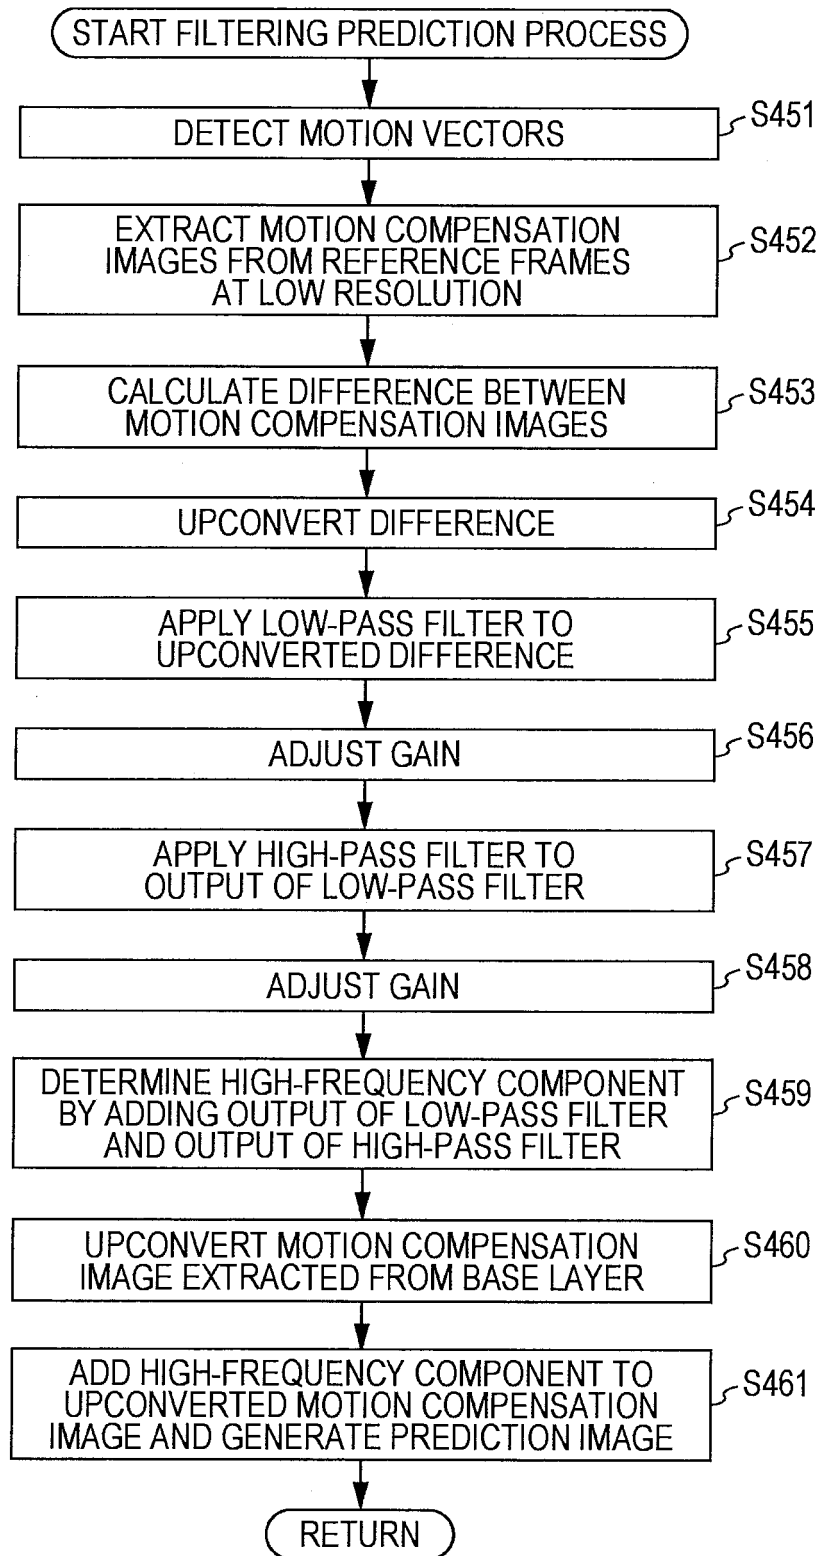 START FILTERING PREDICTION PROCESS
DETECT MOTION VECTORS
S451
EXTRACT MOTION COMPENSATION
IMAGES FROM REFERENCE FRAMES
AT LOW RESOLUTION
S452
CALCULATE DIFFERENCE BETWEEN
MOTION COMPENSATION IMAGES
S453
UPCONVERT DIFFERENCE
S454
APPLY LOW-PASS FILTER TO
UPCONVERTED DIFFERENCE
S455
ADJUST GAIN
S456
APPLY HIGH-PASS FILTER TO
OUTPUT OF LOW-PASS FILTER
S457
ADJUST GAIN
S458
DETERMINE HIGH-FREQUENCY COMPONENT
BY ADDING OUTPUT OF LOW-PASS FILTER
AND OUTPUT OF HIGH-PASS FILTER
S459
UPCONVERT MOTION COMPENSATION
IMAGE EXTRACTED FROM BASE LAYER
S460
ADD HIGH-FREQUENCY COMPONENT TO
UPCONVERTED MOTION COMPENSATION
IMAGE AND GENERATE PREDICTION IMAGE
S461
RETURN